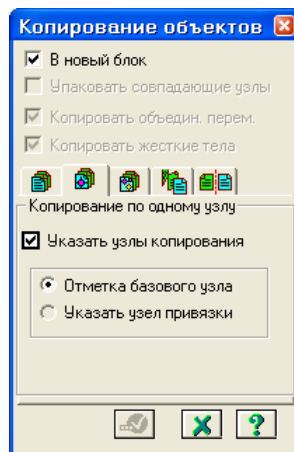 Копирование объектов
В новый блок
Упаковать совпадающие узлы
Копировать объедин. перем.
Копировать жесткие тела
Копирование по одному узлу
Указать узлы копирования
Отметка базового узла
Указать узел привязки
?